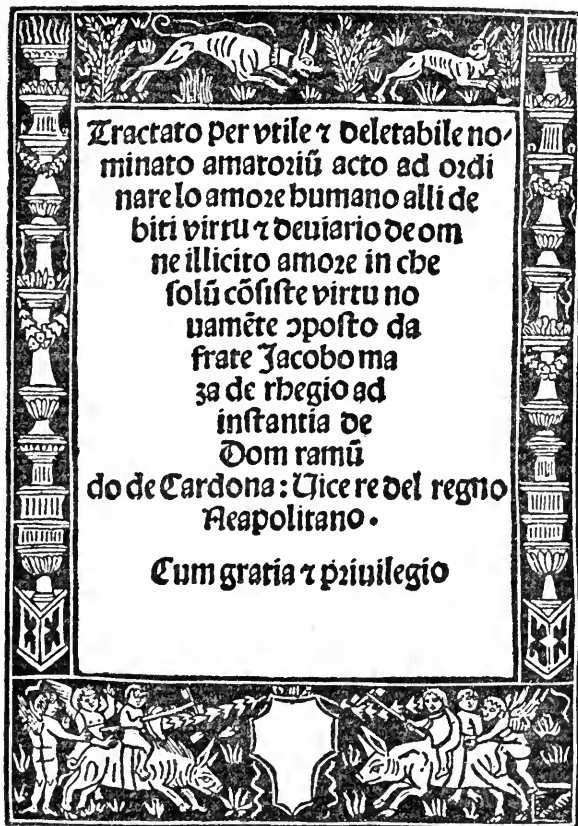 Tractato per vtile ⁊ deletabile no⸗
minato amatoriũ acto ad ordi
nare lo amore humano alli de
biti virtu ⁊ deuiario de om
ne illicito amore in che
ſolũ cõſiſte virtu no
uamẽte ↄpoſto da
frate Jacobo ma
za de rhegio ad
inſtantia de
Dom ramũ
do de Cardona: Vice re del regno
Neapolitano.
Cum gratia ⁊ priuilegio